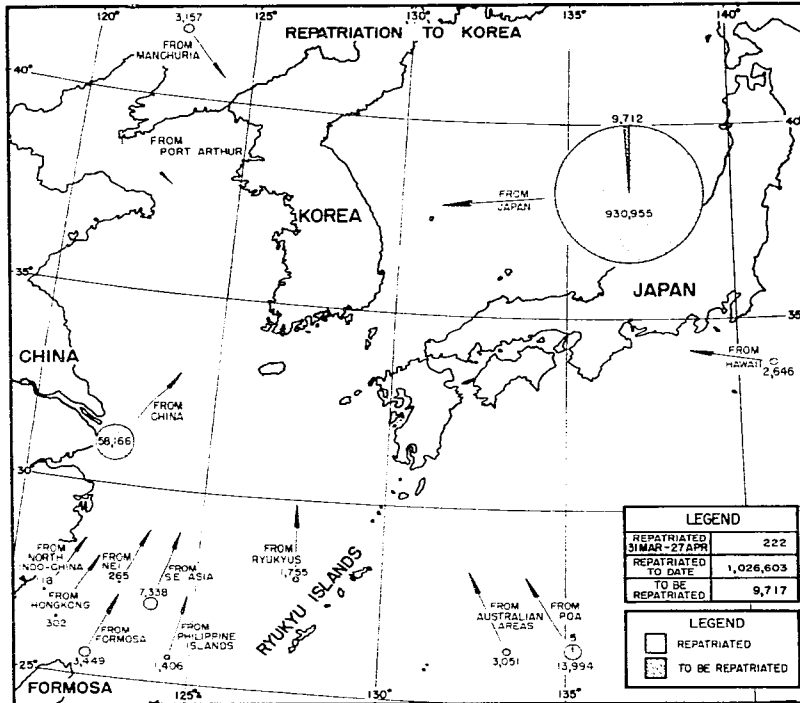 3,157
120°
125°
130°
135°
140°
REPATRIATION TO KOREA
FROM
MANCHURIA
40°
40°
1
FROM
PORT ARTHUR
9,712
FROM
JAPAN
930,955
KOREA
JAPAN
35°
35°
CHINA
FROM
HAWAII
2,646
FROM
CHINA
58,166
30°
FROM
NORTH
INDO-CHINA
18
FROM
NEI
265
FROM
S.E. ASIA
7,338
FROM
RYUKYUS
1,755
FROM
HONGKONG
302
FROM
FORMOSA
3,449
FROM
PHILIPPINE
ISLANDS
1,406
RYUKYU ISLANDS
FROM
AUSTRALIAN
AREAS
3,051
FROM
POA
5
13,994
25°
FORMOSA
125°
130°
135°
LEGEND
REPATRIATED
31MAR-27APR 222
REPATRIATED
TO DATE 1,026,603
TO BE
REPATRIATED 9,717
LEGEND
REPATRIATED
TO BE REPATRIATED